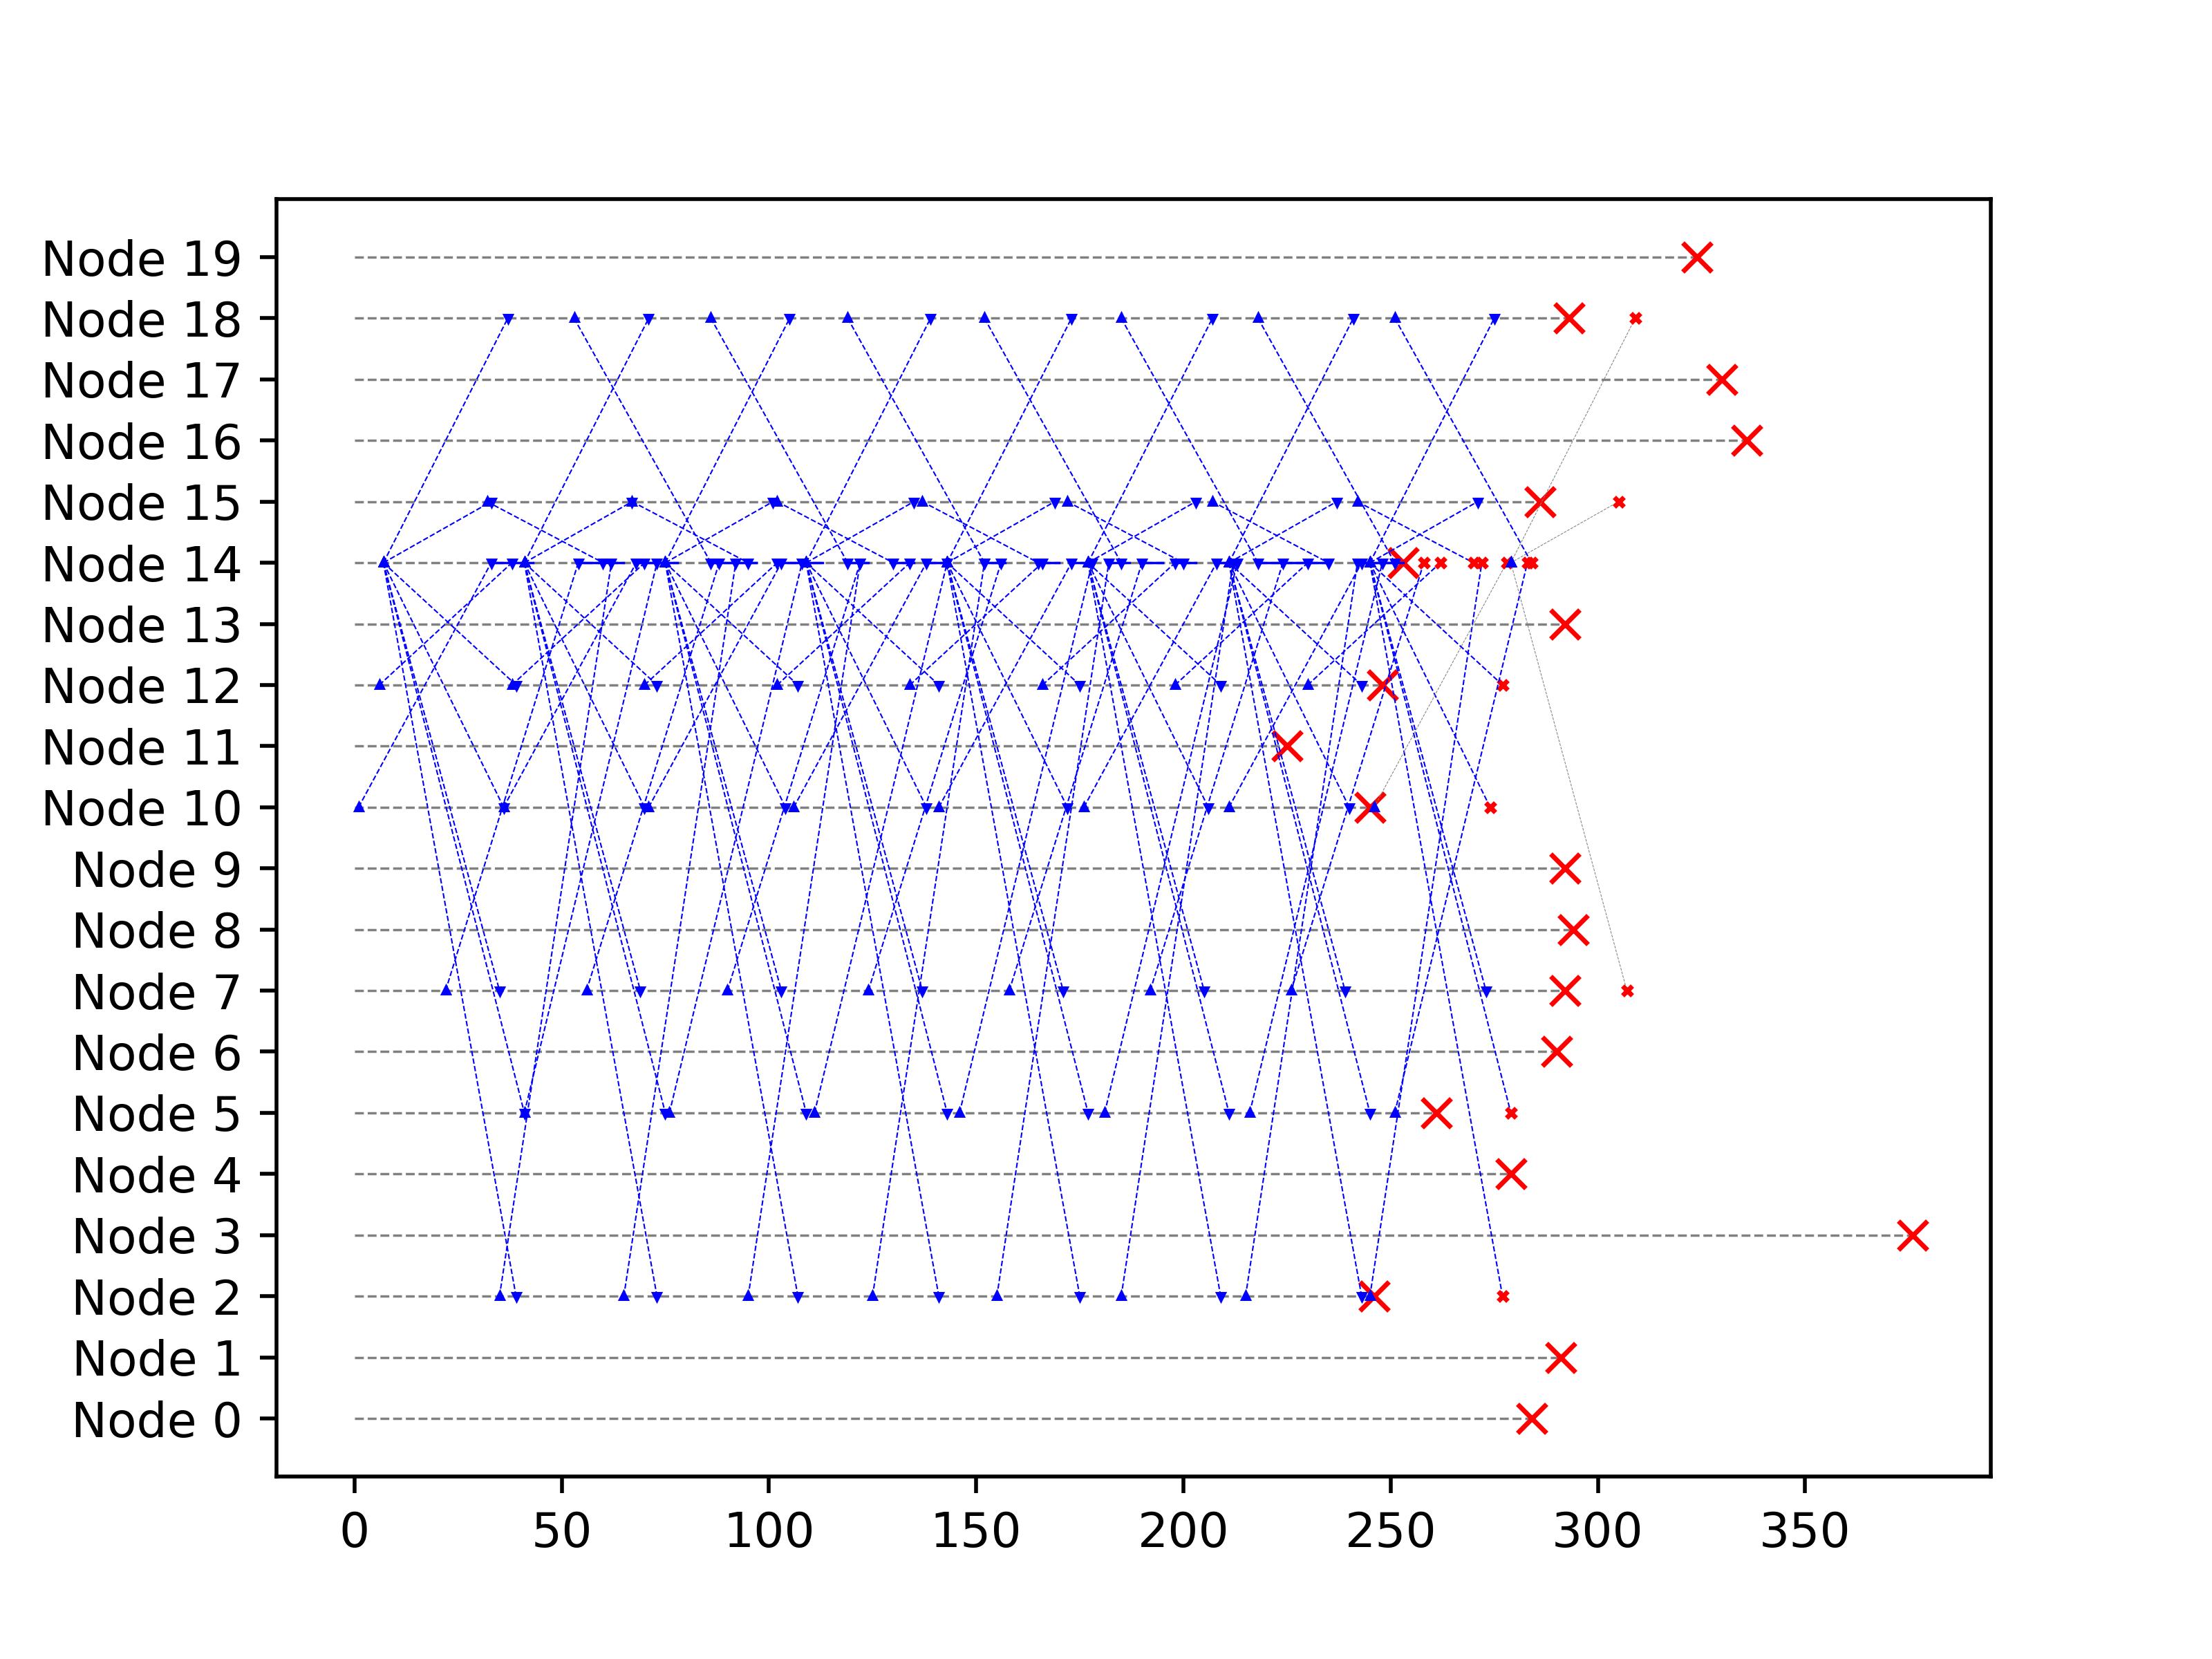 Node 19
Node 18
Node 17
Node 16
Node 15
Node 14
Node 13
Node 12
Node 11
Node 10
Node 9
Node 8
Node 7
Node 6
Node 5
Node 4
Node 3
Node 2
Node 1
Node 0
0 50 100 150 200 250 300 350